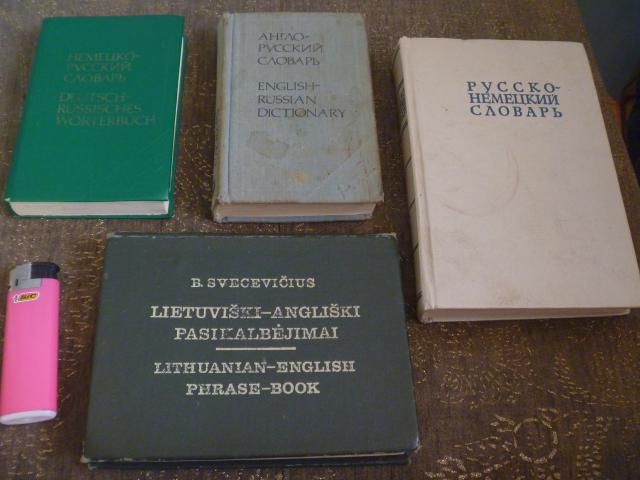 НЕМЕЦКО-
РУССКИЙ
СЛОВАРЬ
DEUTSCH-
RUSSISCHES
WÖRTERBUCH
АНГЛО-
РУССКИЙ
СЛОВАРЬ
ENGLISH-
RUSSIAN
DICTIONARY
РУССКО-
НЕМЕЦКИЙ
СЛОВАРЬ
BIC
B. SVECEVIČIUS
LIETUVIŠKI–ANGLIŠKI
PASIKALBĖJIMAI
LITHUANIAN–ENGLISH
PHRASE–BOOK